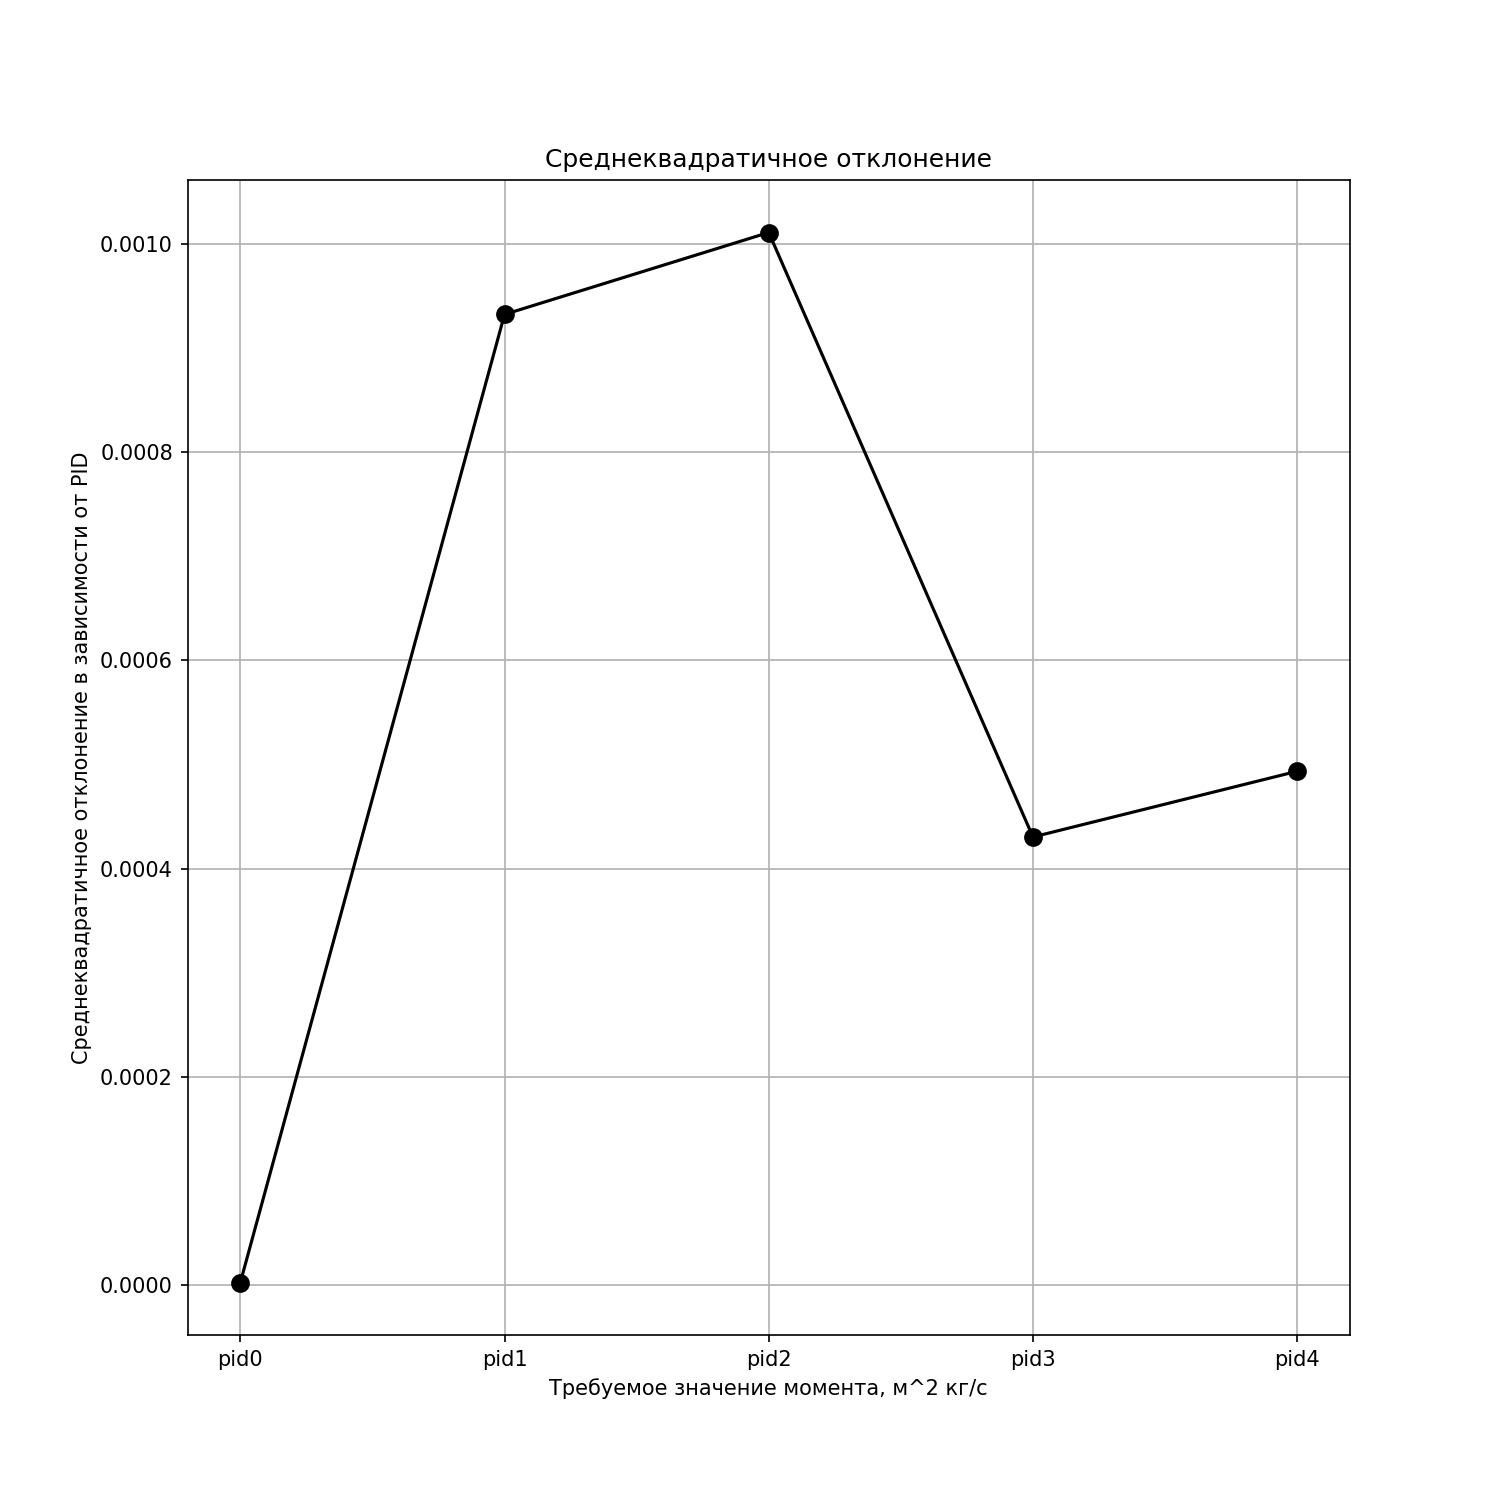 Среднеквадратичное отклонение
Среднеквадратичное отклонение в зависимости от PID
0.0010
0.0008
0.0006
0.0004
0.0002
0.0000
pid0 pid1 pid2 pid3 pid4
Требуемое значение момента, м^2 кг/с